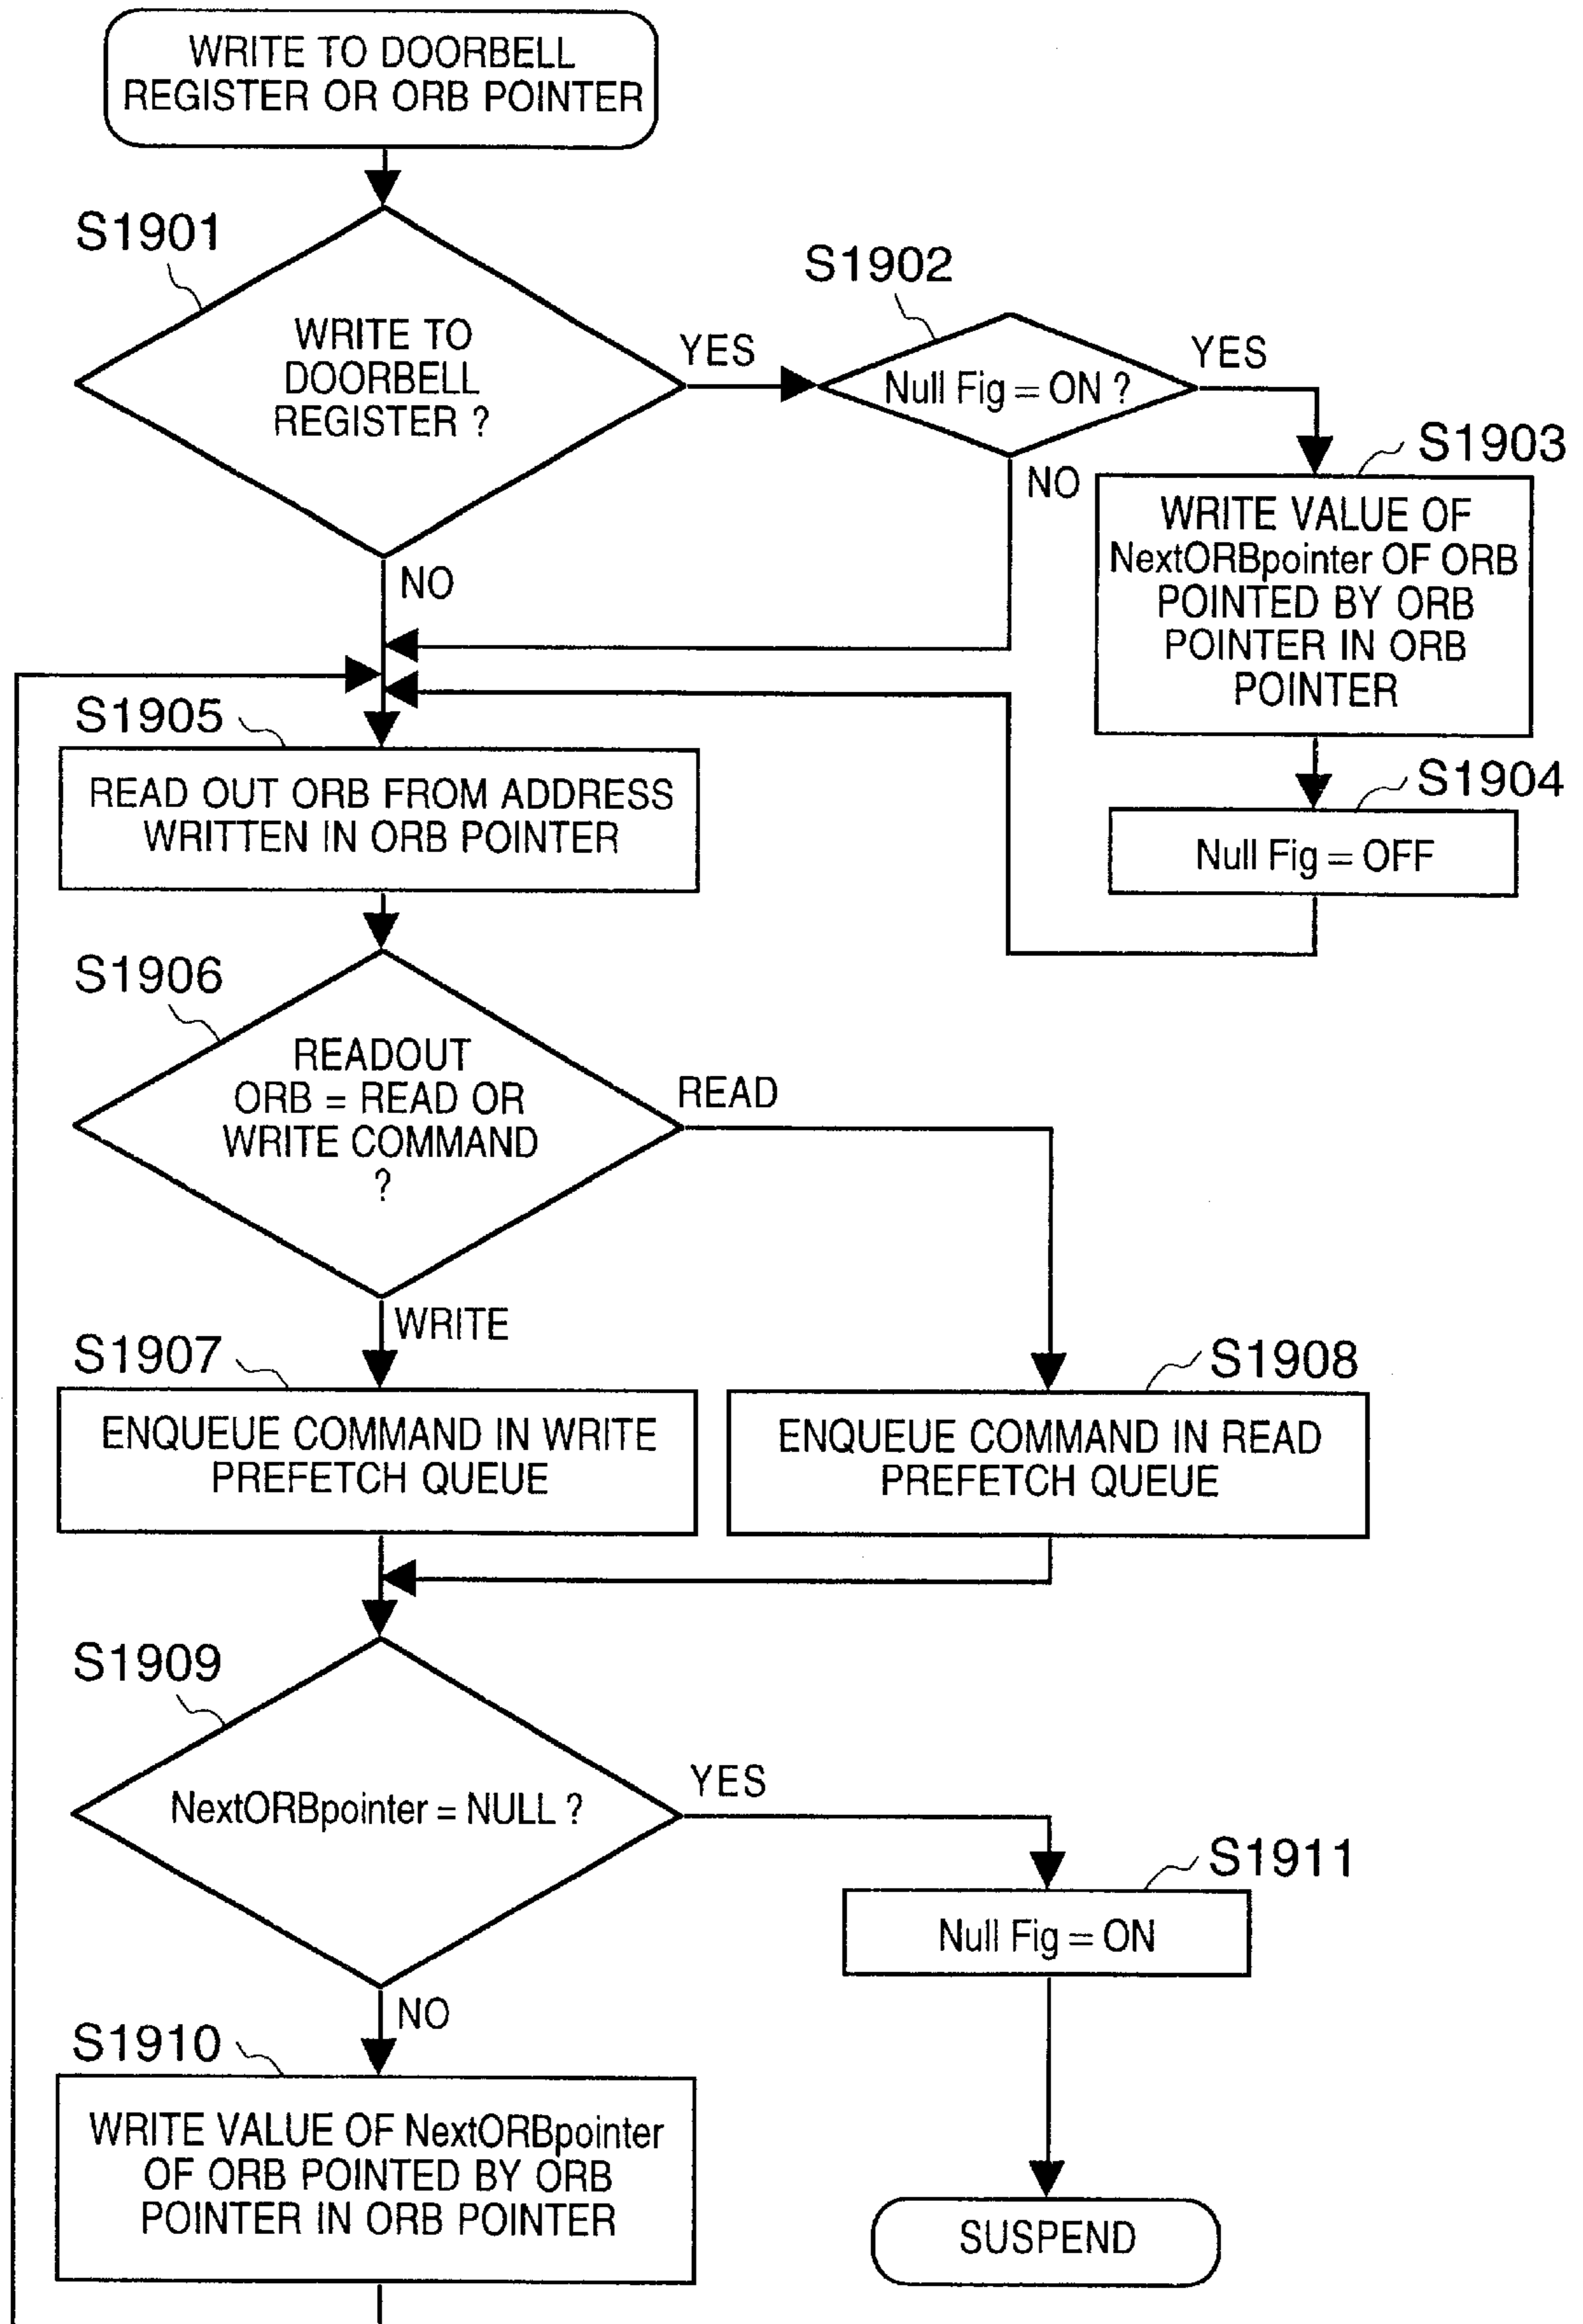 WRITE TO DOORBELL
REGISTER OR ORB POINTER
S1901
WRITE TO
DOORBELL
REGISTER ?
YES
NO
S1902
Null Fig = ON ?
YES
NO
S1903
WRITE VALUE OF
NextORBpointer OF ORB
POINTED BY ORB
POINTER IN ORB
POINTER
S1904
Null Fig = OFF
S1905
READ OUT ORB FROM ADDRESS
WRITTEN IN ORB POINTER
S1906
READOUT
ORB = READ OR
WRITE COMMAND
?
READ
WRITE
S1907
ENQUEUE COMMAND IN WRITE
PREFETCH QUEUE
S1908
ENQUEUE COMMAND IN READ
PREFETCH QUEUE
S1909
NextORBpointer = NULL ?
YES
NO
S1911
Null Fig = ON
S1910
WRITE VALUE OF NextORBpointer
OF ORB POINTED BY ORB
POINTER IN ORB POINTER
SUSPEND